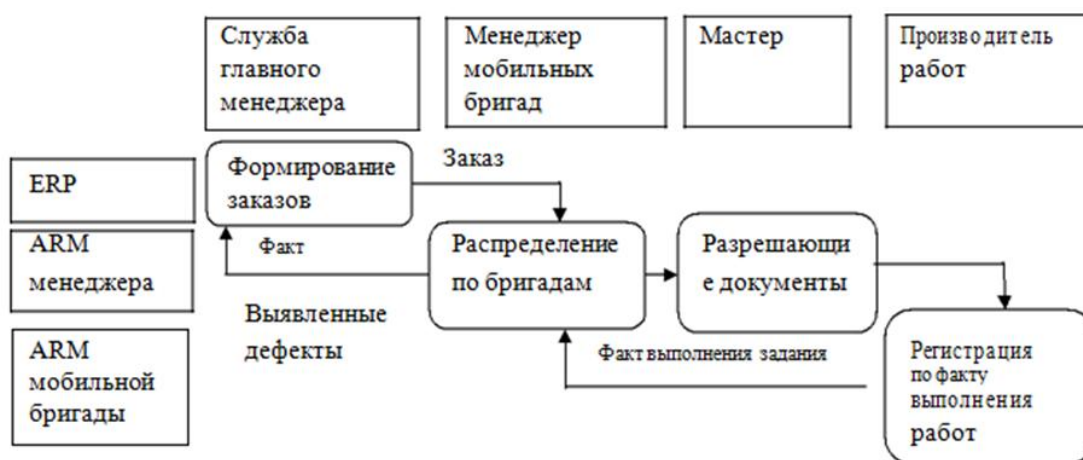 Служба
главного
менеджера
Менеджер
мобильных
бригад
Мастер
Производитель
работ
ERP
Формирование
заказов
Заказ
ARM
менеджера
Факт
Распределение
по бригадам
Разрешающи
е документы
Выявленные
дефекты
ARM
мобильной
бригады
Факт выполнения задания
Регистрация
по факту
выполнения
работ